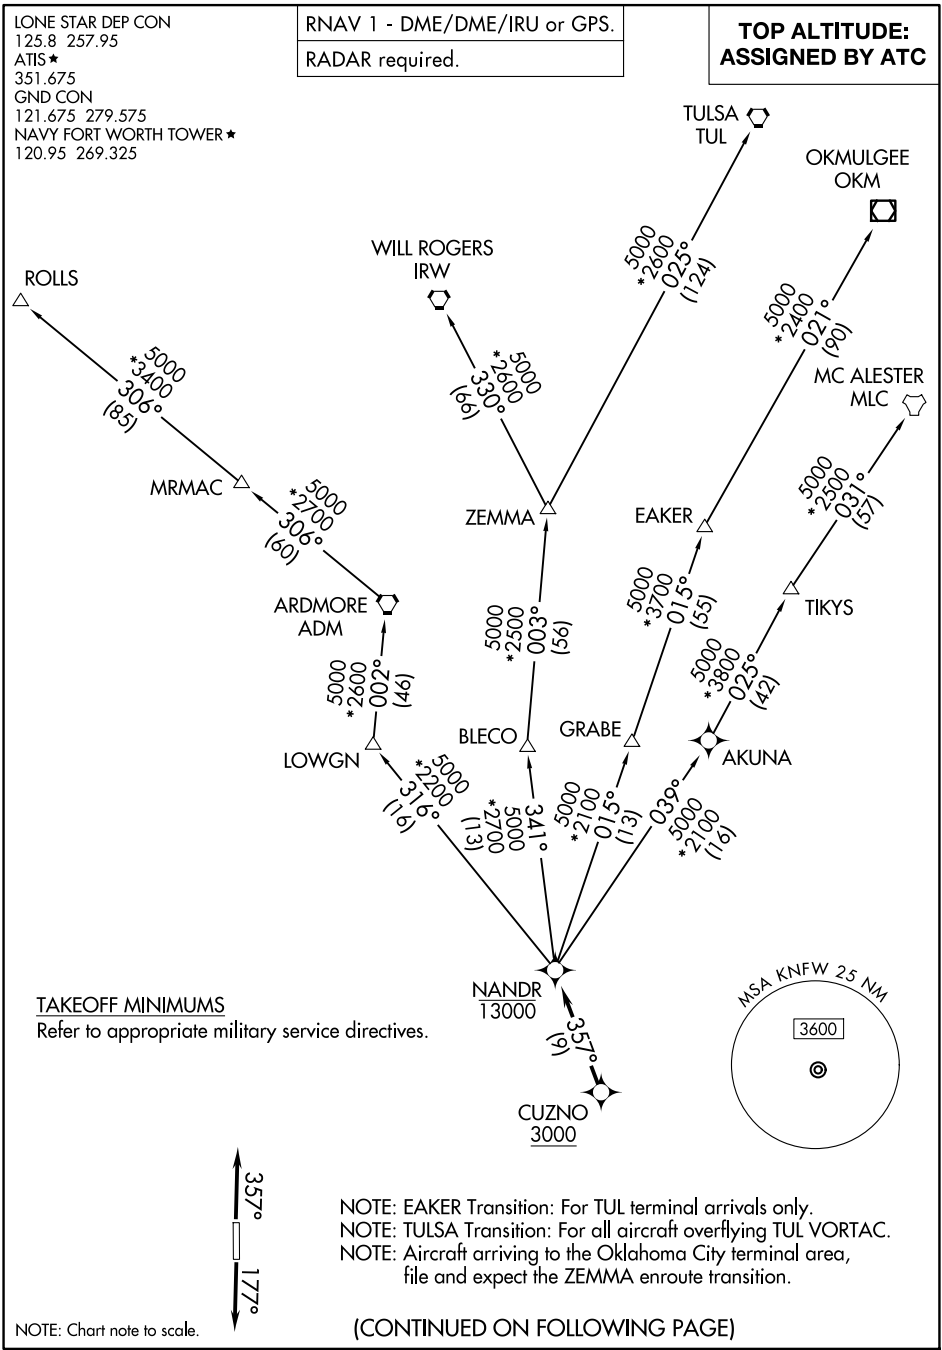 LONE STAR DEP CON
125.8 257.95
ATIS ★
351.675
GND CON
121.675 279.575
NAVY FORT WORTH TOWER ★
120.95 269.325
RNAV 1 - DME/DME/IRU or GPS.
RADAR required.
TOP ALTITUDE:
ASSIGNED BY ATC
TULSA
TUL
OKMULGEE
OKM
WILL ROGERS
IRW
ROLLS
5000
*2600
025°
(124)
5000
*2400
021°
(90)
5000
*3400
306°
(85)
5000
*2600
330°
(66)
MC ALESTER
MLC
MRMAC
5000
*2700
306°
(60)
ZEMMA
EAKER
5000
*2500
031°
(57)
ARDMORE
ADM
5000
*2500
003°
(56)
5000
*3700
015°
(55)
TIKYS
5000
*2600
002°
(46)
5000
*3800
025°
(42)
LOWGN
BLECO
GRABE
AKUNA
5000
*2200
316°
(16)
341°
5000
*2700
(13)
5000
*2100
015°
(13)
039°
5000
*2100
(16)
NANDR
13000
357°
(9)
CUZNO
3000
TAKEOFF MINIMUMS
Refer to appropriate military service directives.
MSA KNFW 25 NM
3600
357°
177°
NOTE: EAKER Transition: For TUL terminal arrivals only.
NOTE: TULSA Transition: For all aircraft overflying TUL VORTAC.
NOTE: Aircraft arriving to the Oklahoma City terminal area,
file and expect the ZEMMA enroute transition.
NOTE: Chart note to scale.
(CONTINUED ON FOLLOWING PAGE)